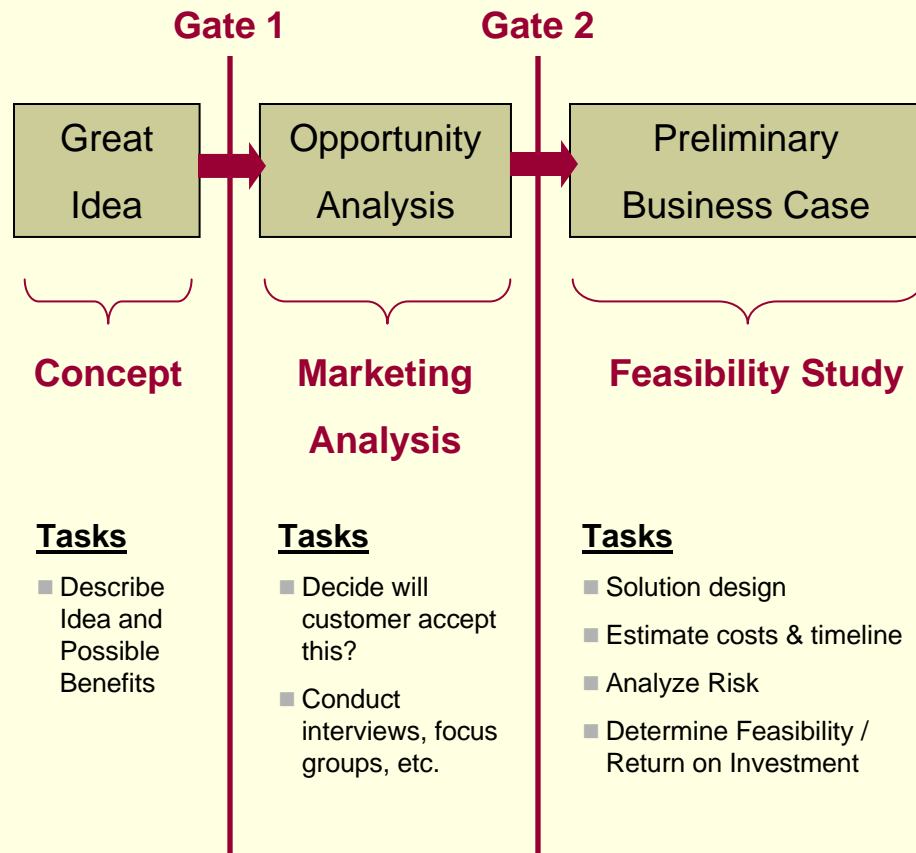 Gate 1
Gate 2
Great
Idea
Opportunity
Analysis
Preliminary
Business Case
Concept
Marketing
Analysis
Feasibility Study
Tasks
Describe
Idea and
Possible
Benefits
Tasks
Decide will
customer accept
this?
Conduct
interviews, focus
groups, etc.
Tasks
Solution design
Estimate costs & timeline
Analyze Risk
Determine Feasibility /
Return on Investment